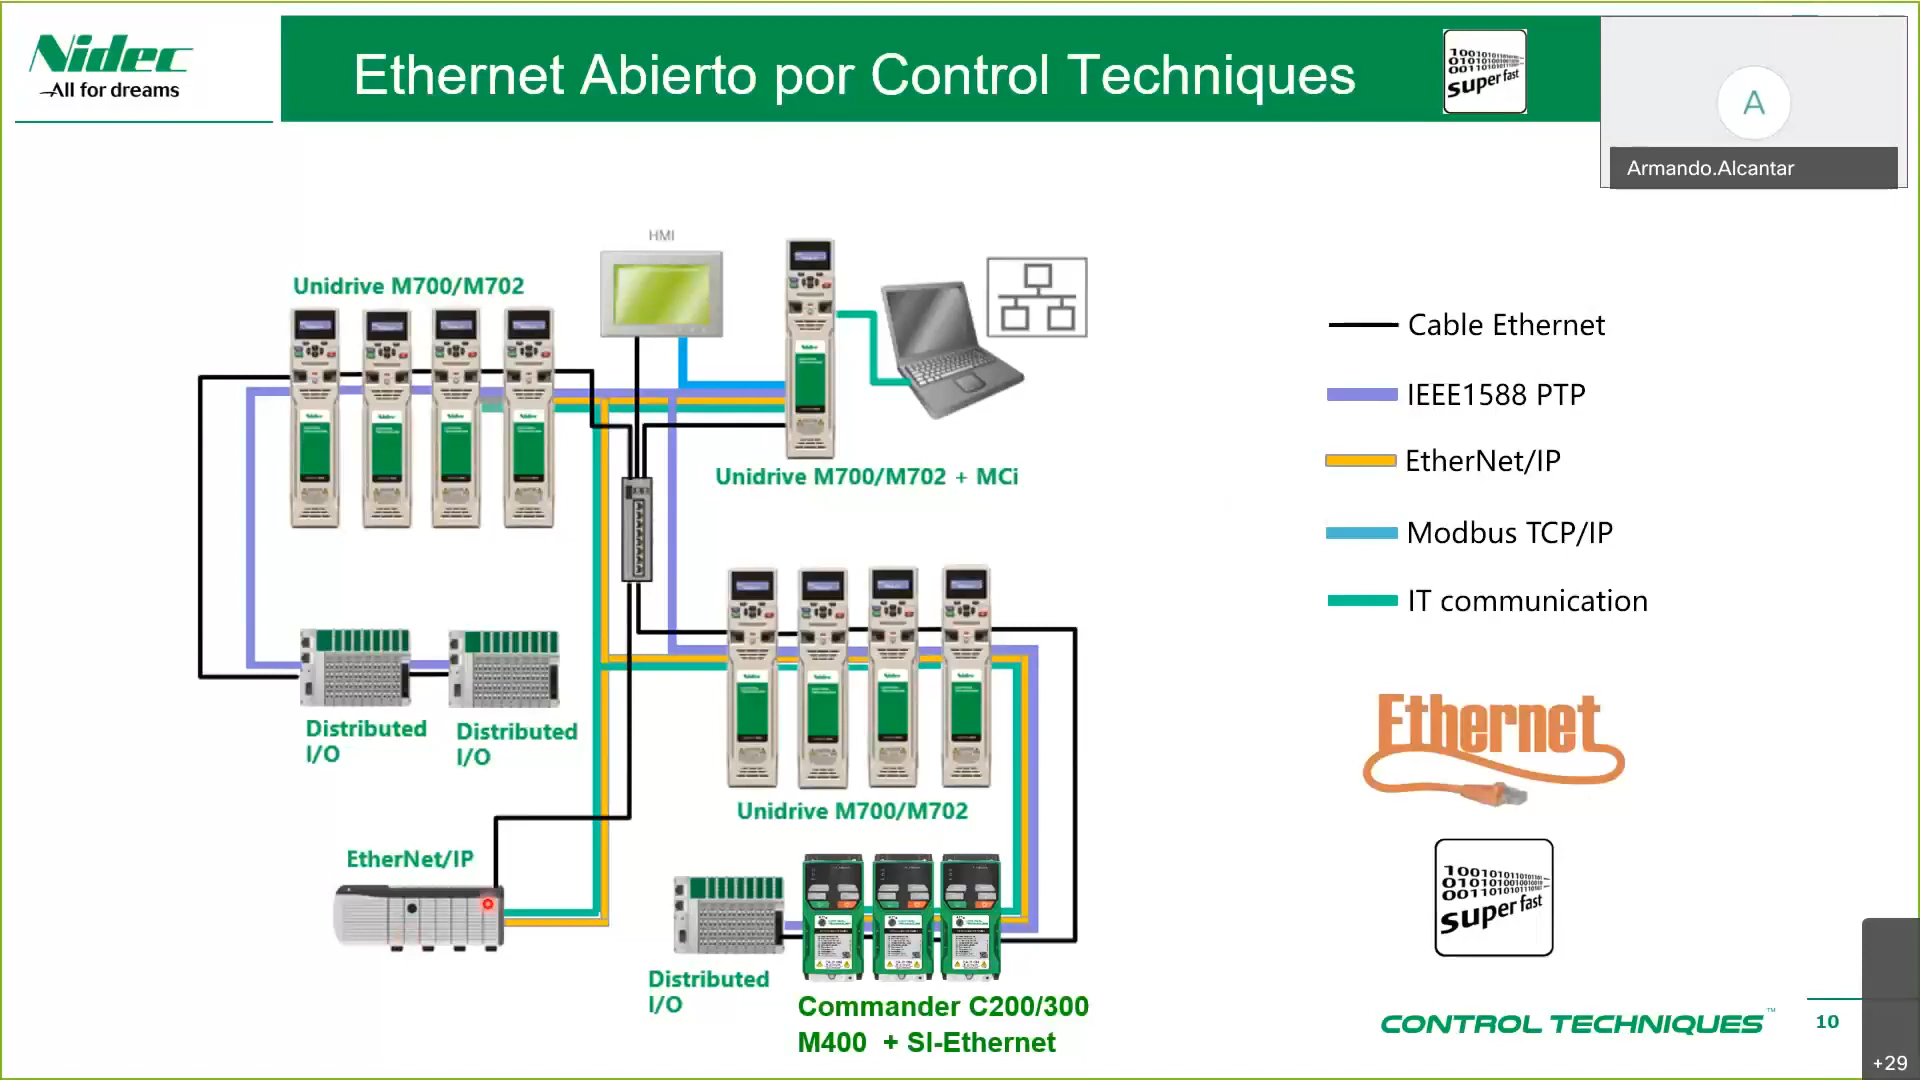 Nidec
All for dreams
Ethernet Abierto por Control Techniques
super fast
A
Armando.Alcantar
HMI
Unidrive M700/M702
Unidrive M700/M702 + MCi
Cable Ethernet
IEEE1588 PTP
EtherNet/IP
Modbus TCP/IP
IT communication
Distributed
I/O
Distributed
I/O
Unidrive M700/M702
Ethernet
super fast
EtherNet/IP
Distributed
I/O
Commander C200/300
M400 + SI-Ethernet
CONTROL TECHNIQUES™
10
+29